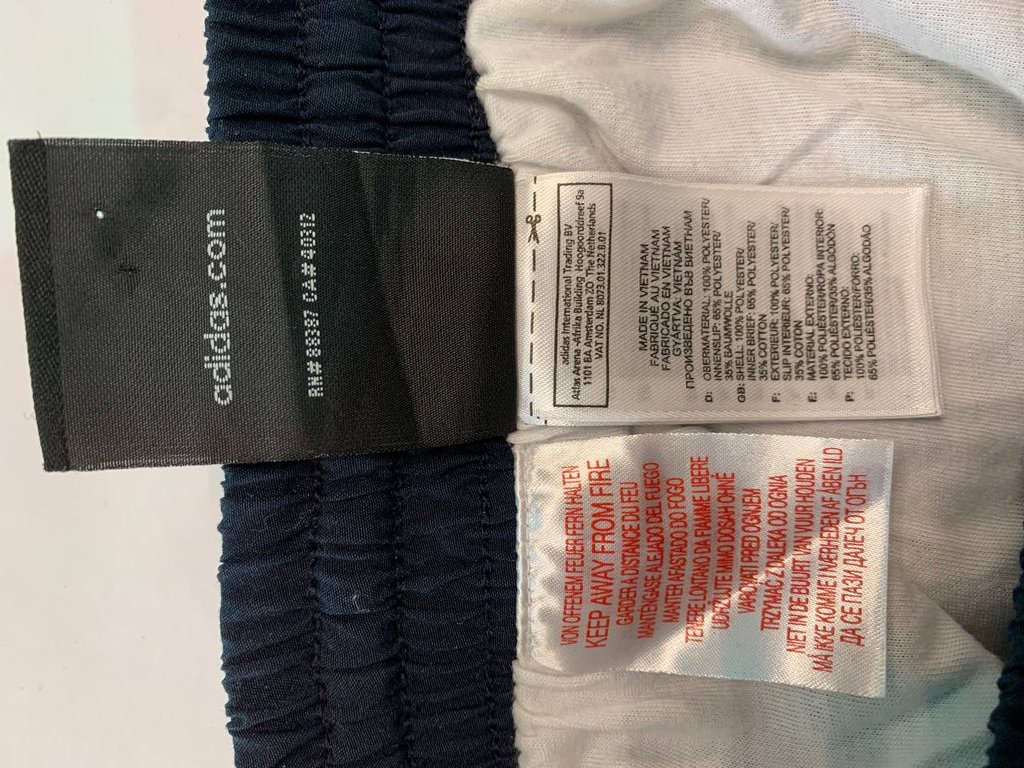 adidas.com
RN#88387 CA#40312
adidas International Trading BV
Atlas Arena-Afrika Building Hoogoorddreef 9a
1101 BA Amsterdam ZO The Netherlands
VAT NO. NL 8023.01.322.B.01
MADE IN VIETNAM
FABRIQUÉ AU VIETNAM
FABRICADO EN VIETNAM
GYÁRTVA: VIETNÁM
ПРОИЗВЕДЕНО ВЪВ ВИЕТНАМ
D: OBERMATERIAL: 100% POLYESTER/
INNENSLIP: 65% POLYESTER/
35% BAUMWOLLE
GB: SHELL: 100% POLYESTER/
INNER BRIEF: 65% POLYESTER/
35% COTTON
F: EXTERIEUR: 100% POLYESTER/
SLIP INTERIEUR: 65% POLYESTER/
35% COTON
E: MATERIAL EXTERNO:
100% POLIÉSTER/ROPA INTERIOR:
65% POLIÉSTER/35% ALGODÓN
P: TECIDO EXTERNO:
100% POLIÉSTER/FORRO:
65% POLIÉSTER/35% ALGODÃO
VON OFFENEM FEUER FERN HALTEN
KEEP AWAY FROM FIRE
GARDER A DISTANCE DU FEU
MANTENGASE ALEJADO DEL FUEGO
MANTER AFASTADO DO FOGO
TENERE LONTANO DA FIAMME LIBERE
UDRZUJTE MIMO DOSAH OHNĚ
VAROVATI PRED OGNJEM
TRZYMAĆ Z DALEKA OD OGNIA
NIET IN DE BUURT VAN VUUR HOUDEN
MÅ IKKE KOMME I NÆRHEDEN AF ÅBEN ILD
ДА СЕ ПАЗИ ДАЛЕЧ ОТ ОГЪН